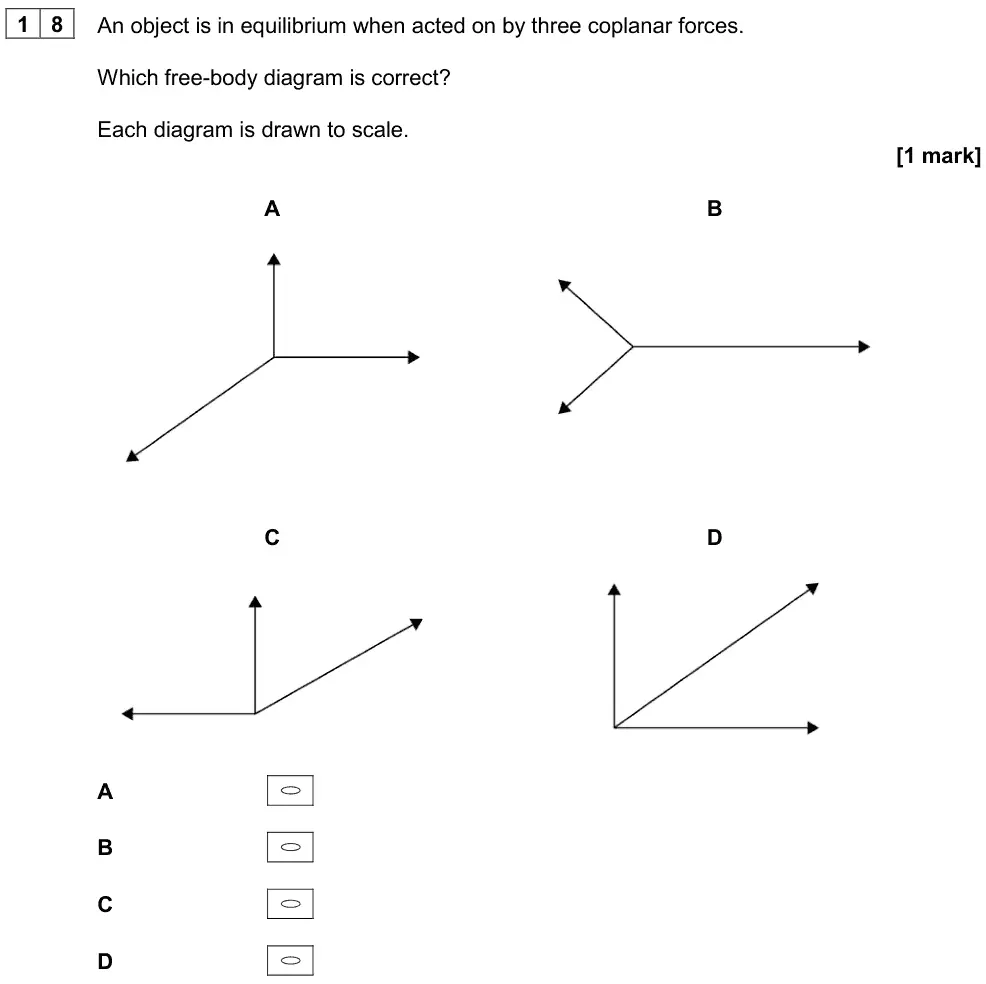 1 8 An object is in equilibrium when acted on by three coplanar forces.
Which free-body diagram is correct?
Each diagram is drawn to scale.
[1 mark]
A B
C D
A
B
C
D